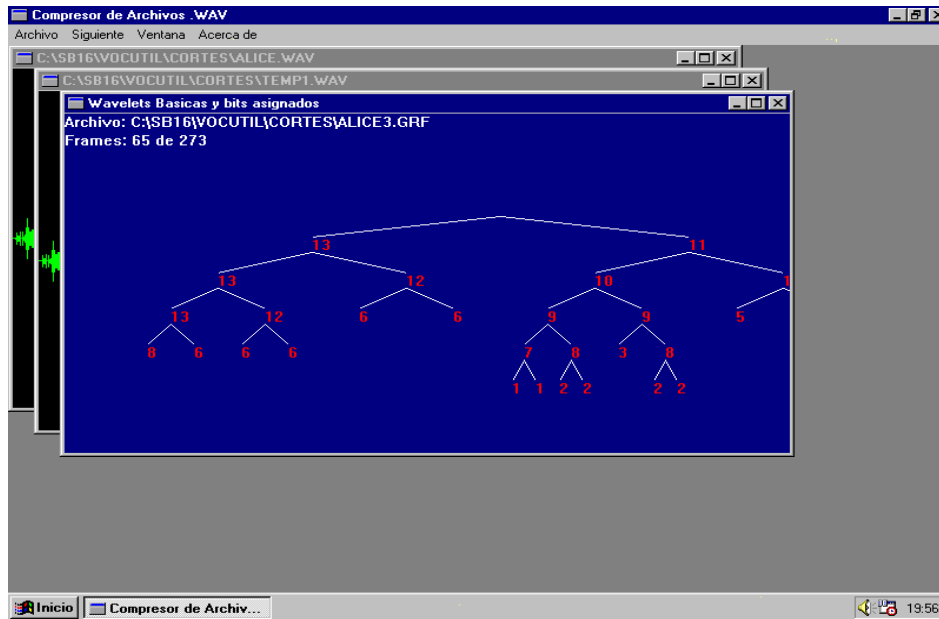 Compresor de Archivos .WAV
Archivo Siguiente Ventana Acerca de
C:\SB16\VOCUTIL\CORTES\ALICE.WAV
C:\SB16\VOCUTIL\CORTES\TEMP1.WAV
Wavelets Basicas y bits asignados
Archivo: C:\SB16\VOCUTIL\CORTES\ALICE3.GRF
Frames: 65 de 273
13 11
13 12 10
13 12 6 6 9 9 5
8 6 6 6 7 8 3 8
1 1 2 2 2 2
Inicio Compresor de Archiv... 19:56